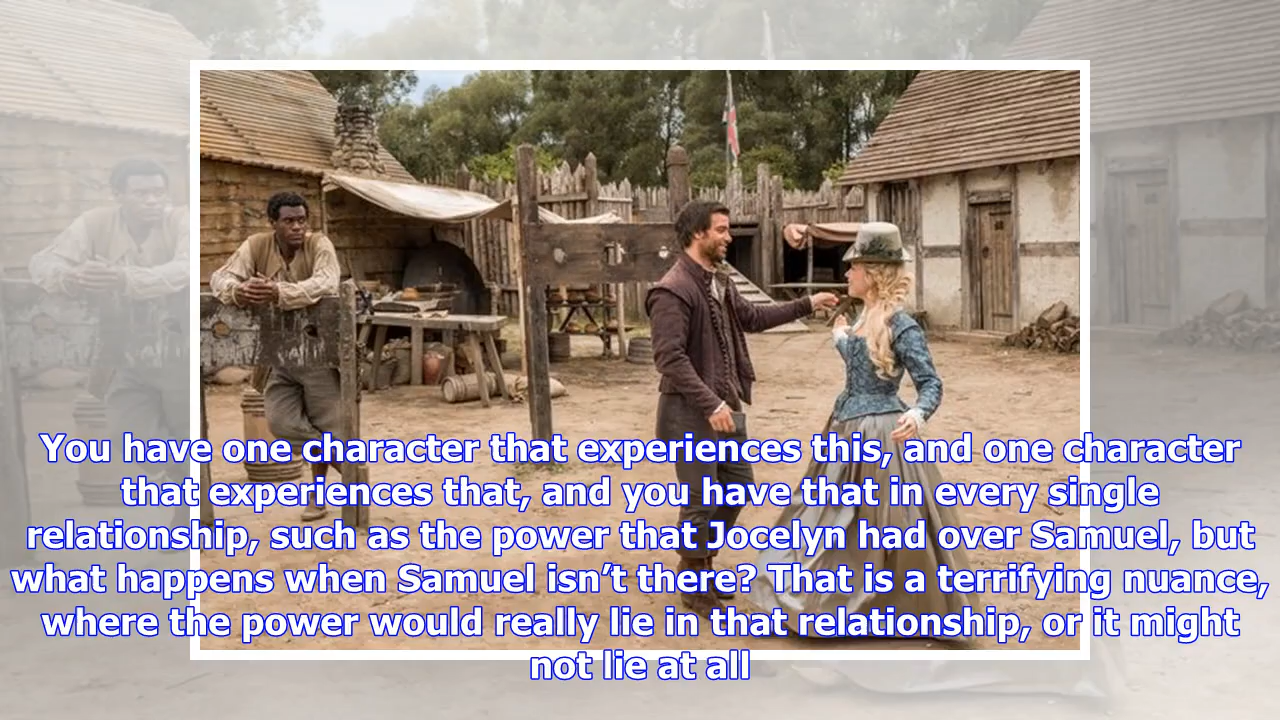 You have one character that experiences this, and one character
that experiences that, and you have that in every single
relationship, such as the power that Jocelyn had over Samuel, but
what happens when Samuel isn’t there? That is a terrifying nuance,
where the power would really lie in that relationship, or it might
not lie at all